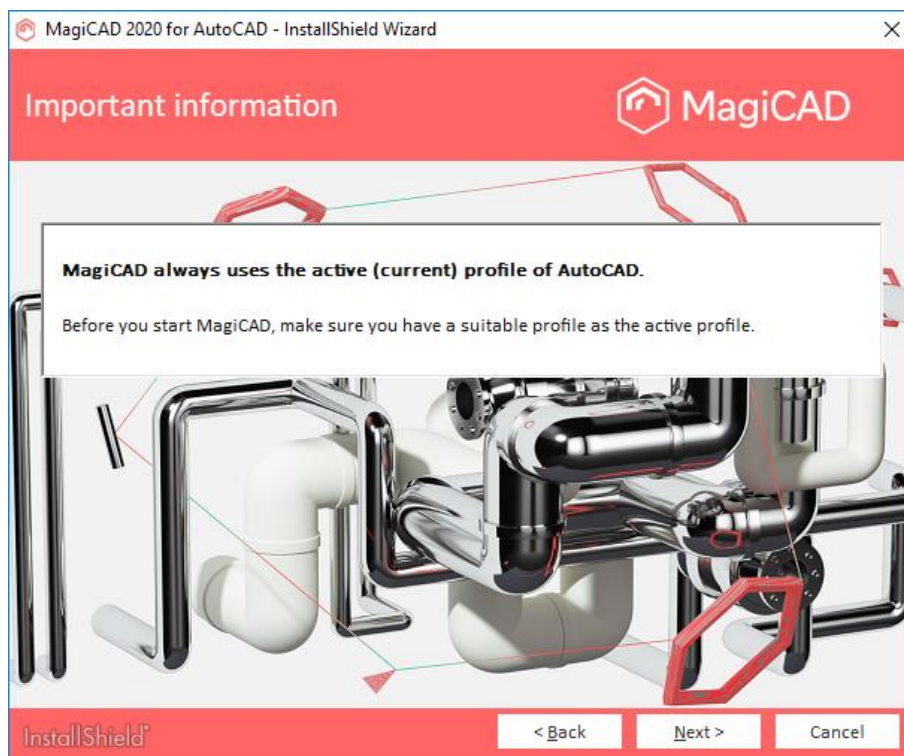 MagiCAD 2020 for AutoCAD - InstallShield Wizard
Important information
MagiCAD
MagiCAD always uses the active (current) profile of AutoCAD.
Before you start MagiCAD, make sure you have a suitable profile as the active profile.
InstallShield
< Back
Next >
Cancel